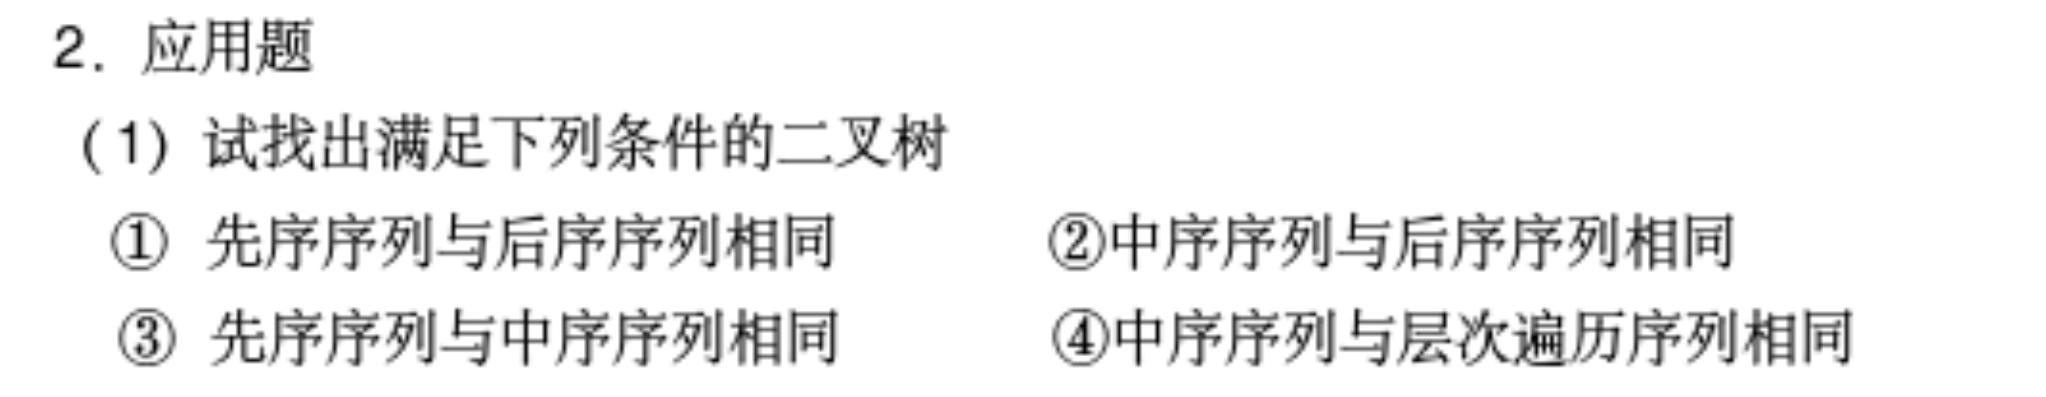 2. 应用题
(1) 试找出满足下列条件的二叉树
① 先序序列与后序序列相同 ②中序序列与后序序列相同
③ 先序序列与中序序列相同 ④中序序列与层次遍历序列相同